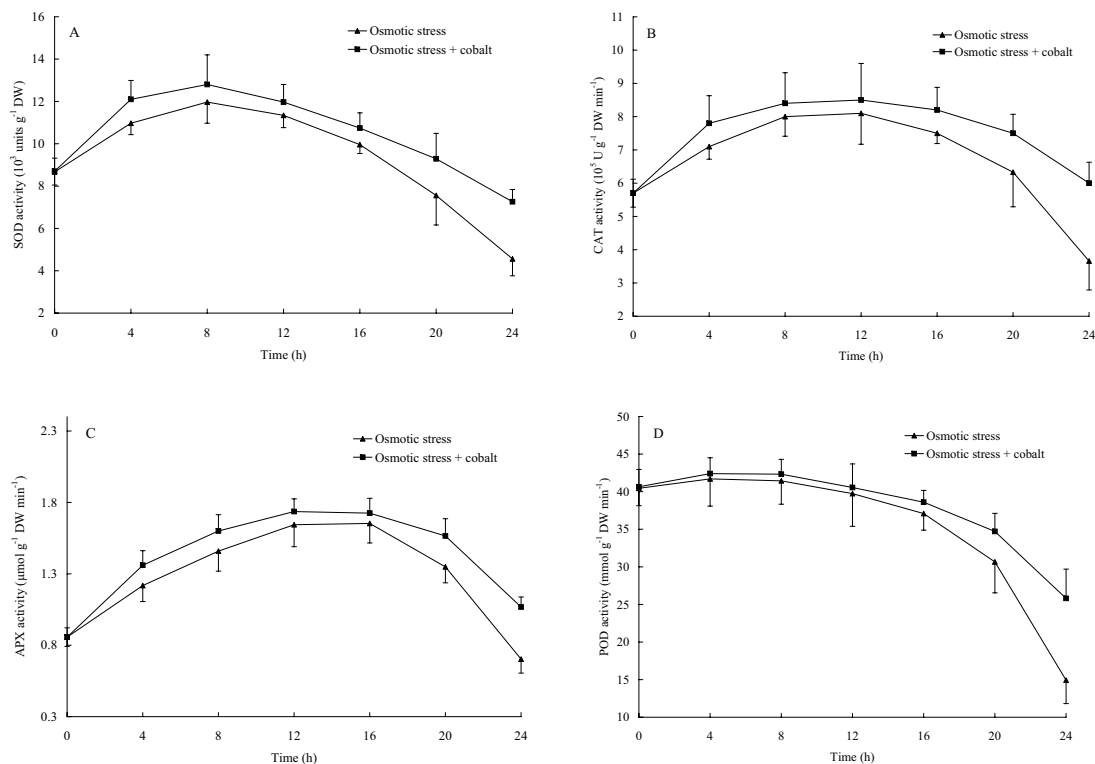 A
Osmotic stress
Osmotic stress + cobalt
SOD activity (10³ units g⁻¹ DW)
16
14
12
10
8
6
4
2
0 4 8 12 16 20 24
Time (h)
B
Osmotic stress
Osmotic stress + cobalt
CAT activity (10⁵ U g⁻¹ DW min⁻¹)
11
10
9
8
7
6
5
4
3
2
0 4 8 12 16 20 24
Time (h)
C
Osmotic stress
Osmotic stress + cobalt
APX activity (μmol g⁻¹ DW min⁻¹)
2.3
1.8
1.3
0.8
0.3
0 4 8 12 16 20 24
Time (h)
D
Osmotic stress
Osmotic stress + cobalt
POD activity (mmol g⁻¹ DW min⁻¹)
50
45
40
35
30
25
20
15
10
0 4 8 12 16 20 24
Time (h)